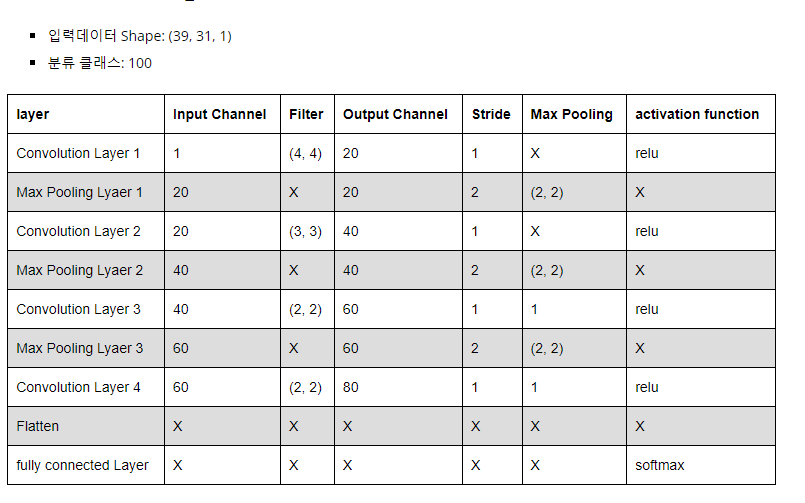 입력데이터 Shape: (39, 31, 1)
분류 클래스: 100
layer Input Channel Filter Output Channel Stride Max Pooling activation function
Convolution Layer 1 1 (4, 4) 20 1 X relu
Max Pooling Lyaer 1 20 X 20 2 (2, 2) X
Convolution Layer 2 20 (3, 3) 40 1 X relu
Max Pooling Lyaer 2 40 X 40 2 (2, 2) X
Convolution Layer 3 40 (2, 2) 60 1 1 relu
Max Pooling Lyaer 3 60 X 60 2 (2, 2) X
Convolution Layer 4 60 (2, 2) 80 1 1 relu
Flatten X X X X X X
fully connected Layer X X X X X softmax